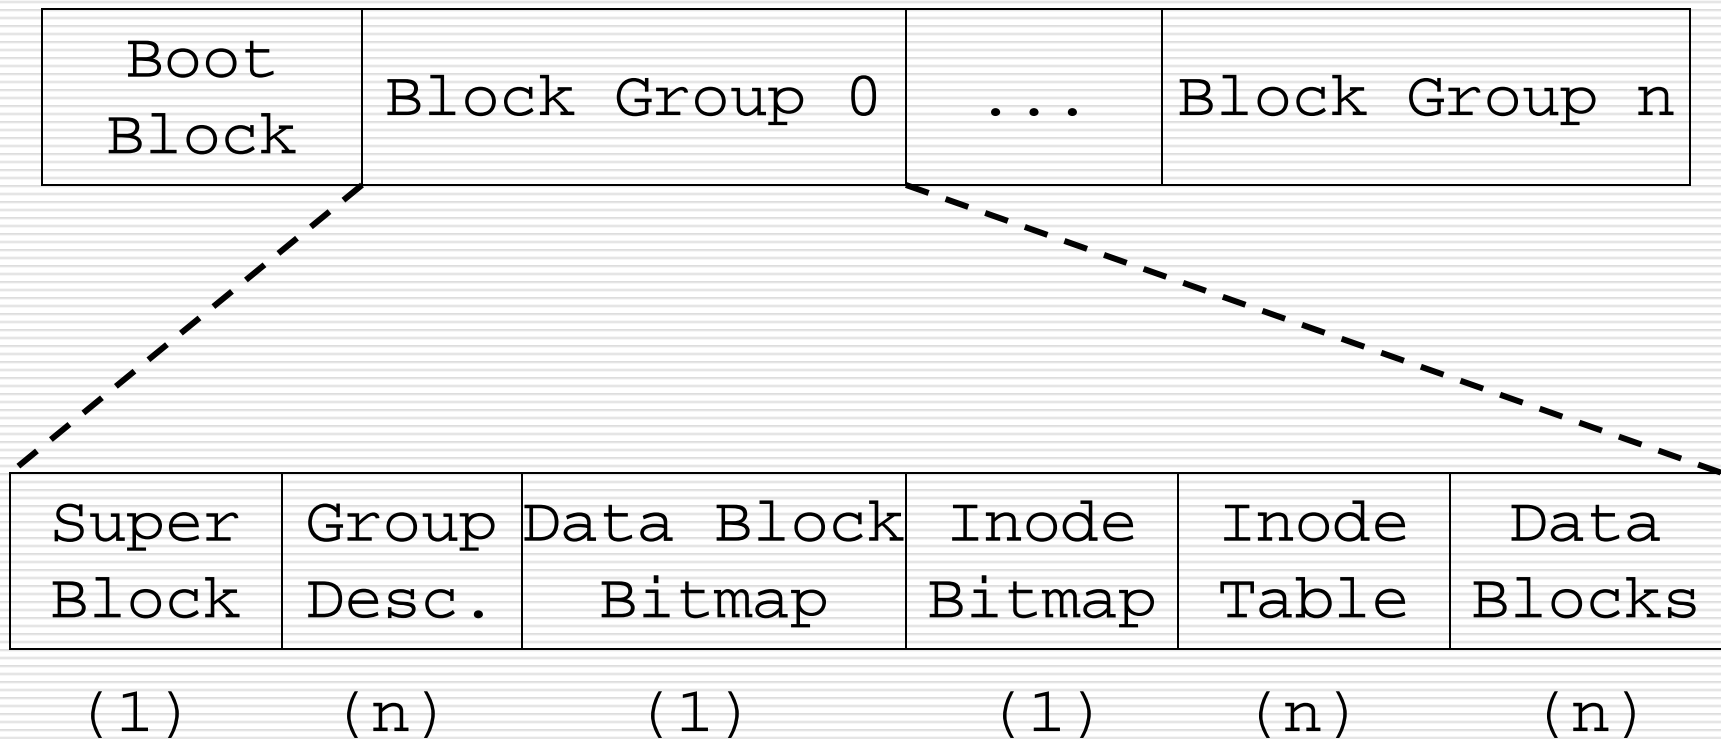 Boot
Block
Block Group 0
...
Block Group n
Super
Block
Group
Desc.
Data Block
Bitmap
Inode
Bitmap
Inode
Table
Data
Blocks
(1)
(n)
(1)
(1)
(n)
(n)